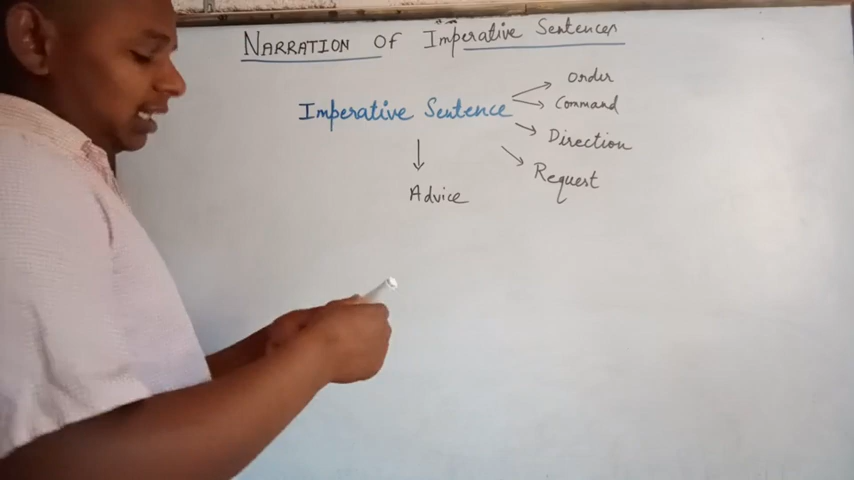 NARRATION OF Imperative Sentences
Order
Imperative Sentence
Command
Direction
Request
Advice